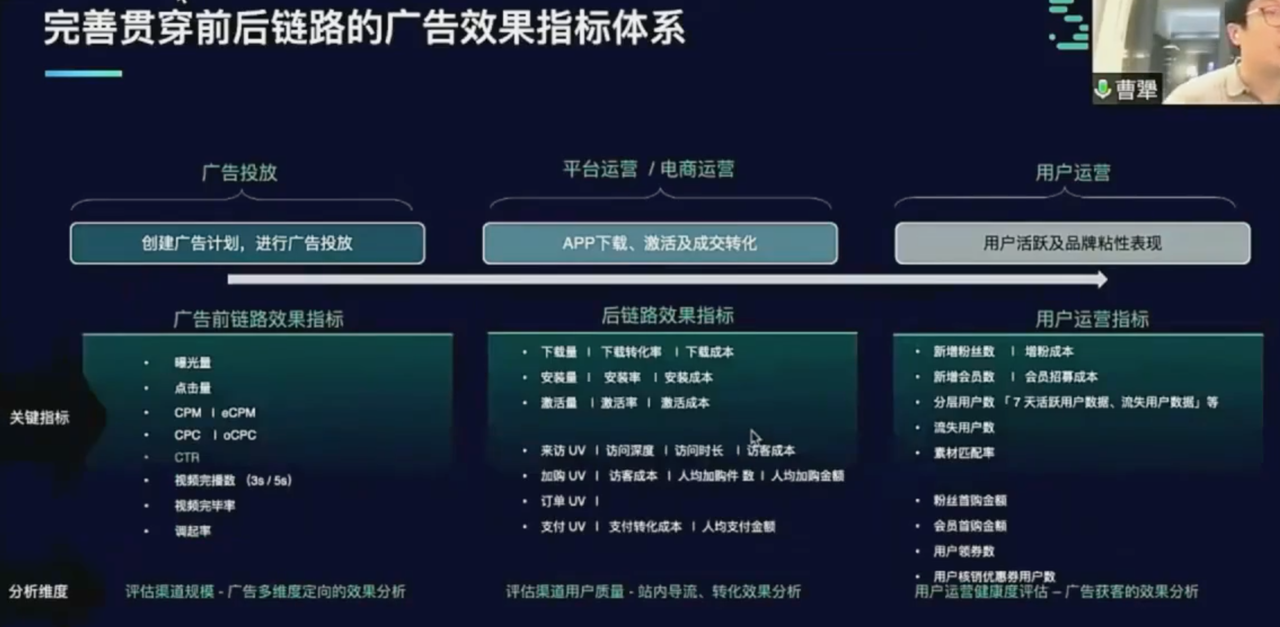 完善贯穿前后链路的广告效果指标体系
曹犟
广告投放
平台运营 / 电商运营
用户运营
创建广告计划，进行广告投放
APP下载、激活及成交转化
用户活跃及品牌粘性表现
广告前链路效果指标
后链路效果指标
用户运营指标
关键指标
• 曝光量
• 点击量
• CPM | eCPM
• CPC | oCPC
• CTR
• 视频完播数 （3s / 5s）
• 视频完毕率
• 调起率
• 下载量 | 下载转化率 | 下载成本
• 安装量 | 安装率 | 安装成本
• 激活量 | 激活率 | 激活成本
• 来访 UV | 访问深度 | 访问时长 | 访客成本
• 加购 UV | 访客成本 | 人均加购件 数 | 人均加购金额
• 订单 UV |
• 支付 UV | 支付转化成本 | 人均支付金额
• 新增粉丝数 | 增粉成本
• 新增会员数 | 会员招募成本
• 分层用户数 「7 天活跃用户数据、流失用户数据」等
• 流失用户数
• 素材匹配率
• 粉丝首购金额
• 会员首购金额
• 用户领券数
• 用户核销优惠券用户数
分析维度
评估渠道规模 - 广告多维度定向的效果分析
评估渠道用户质量 - 站内导流、转化效果分析
用户运营健康度评估 – 广告获客的效果分析